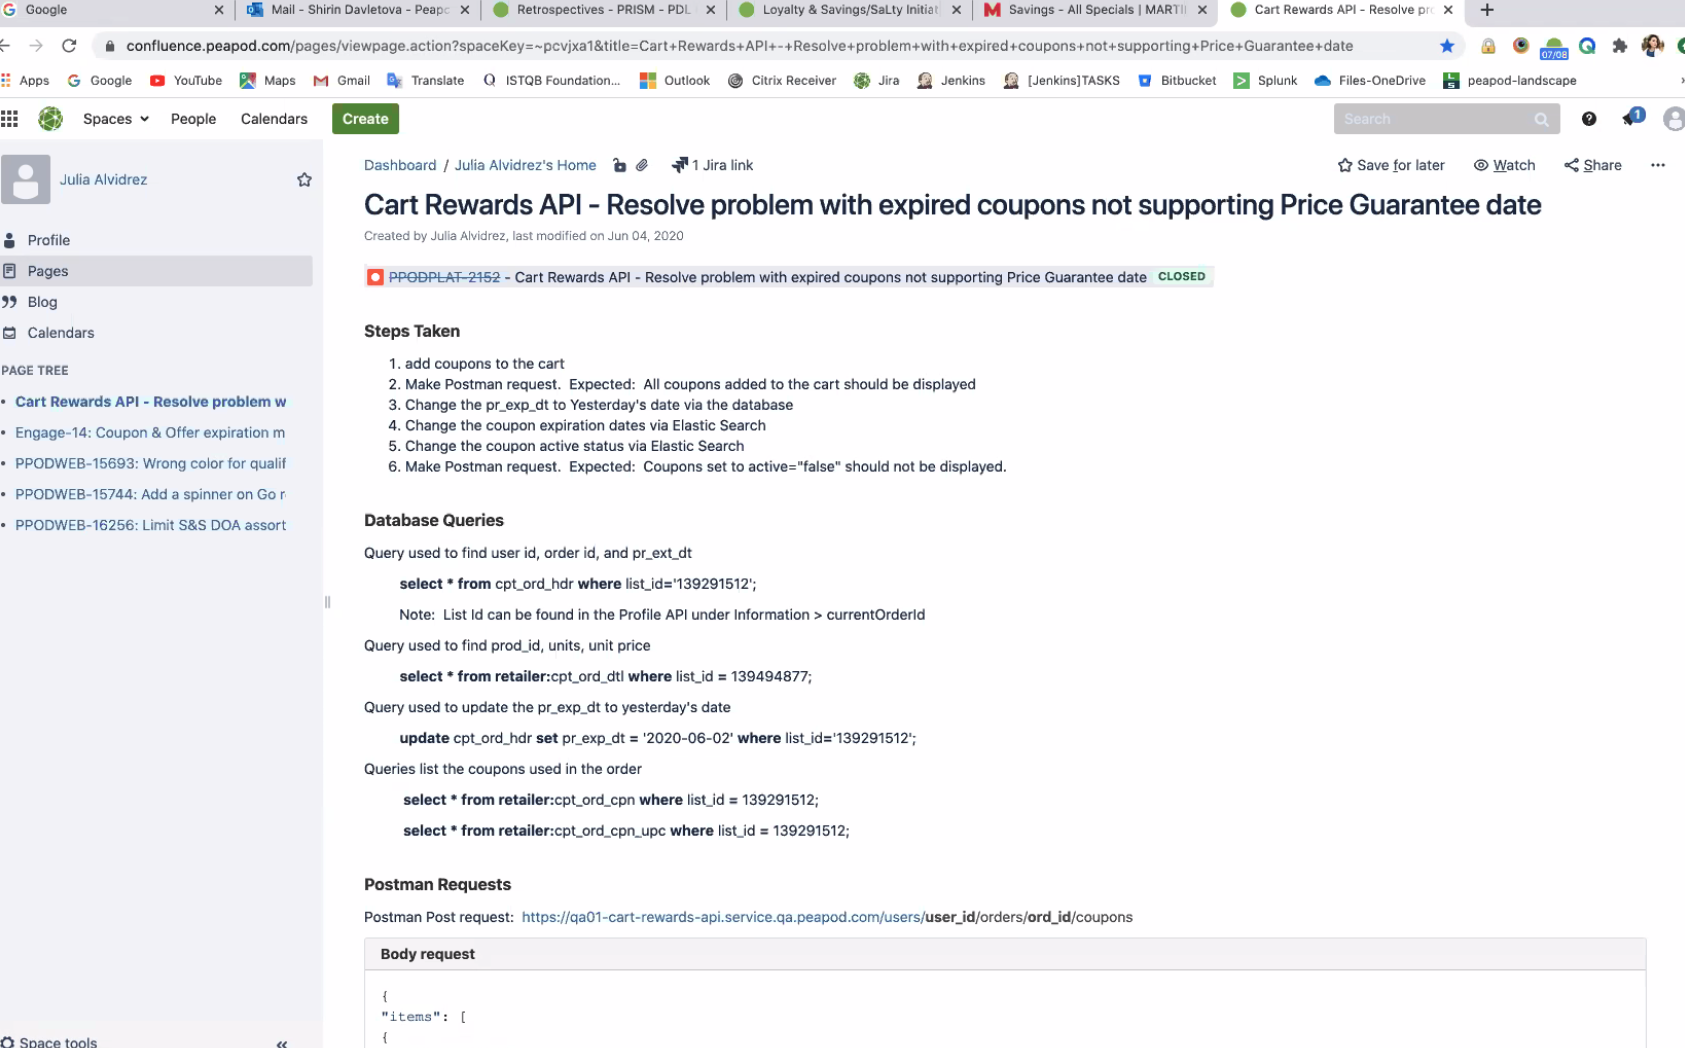 Google
Mail - Shirin Davletova - Peapo
Retrospectives - PRISM - PDL
Loyalty & Savings/SaLty Initiat
Savings - All Specials | MARTI
Cart Rewards API - Resolve pro
confluence.peapod.com/pages/viewpage.action?spaceKey=~pcvjxa1&title=Cart+Rewards+API+-+Resolve+problem+with+expired+coupons+not+supporting+Price+Guarantee+date
07/08
Apps Google YouTube Maps Gmail Translate ISTQB Foundation... Outlook Citrix Receiver Jira Jenkins [Jenkins]TASKS Bitbucket Splunk Files-OneDrive peapod-landscape
Spaces People Calendars Create Search 1
Julia Alvidrez
Profile
Pages
Blog
Calendars
PAGE TREE
Cart Rewards API - Resolve problem w
Engage-14: Coupon & Offer expiration m
PPODWEB-15693: Wrong color for qualif
PPODWEB-15744: Add a spinner on Go r
PPODWEB-16256: Limit S&S DOA assort
Space tools
Dashboard / Julia Alvidrez's Home 1 Jira link
Save for later Watch Share
Cart Rewards API - Resolve problem with expired coupons not supporting Price Guarantee date
Created by Julia Alvidrez, last modified on Jun 04, 2020
PPODPLAT-2152 - Cart Rewards API - Resolve problem with expired coupons not supporting Price Guarantee date CLOSED
Steps Taken
1. add coupons to the cart
2. Make Postman request. Expected: All coupons added to the cart should be displayed
3. Change the pr_exp_dt to Yesterday's date via the database
4. Change the coupon expiration dates via Elastic Search
5. Change the coupon active status via Elastic Search
6. Make Postman request. Expected: Coupons set to active="false" should not be displayed.
Database Queries
Query used to find user id, order id, and pr_ext_dt
select * from cpt_ord_hdr where list_id='139291512';
Note: List Id can be found in the Profile API under Information > currentOrderId
Query used to find prod_id, units, unit price
select * from retailer:cpt_ord_dtl where list_id = 139494877;
Query used to update the pr_exp_dt to yesterday's date
update cpt_ord_hdr set pr_exp_dt = '2020-06-02' where list_id='139291512';
Queries list the coupons used in the order
select * from retailer:cpt_ord_cpn where list_id = 139291512;
select * from retailer:cpt_ord_cpn_upc where list_id = 139291512;
Postman Requests
Postman Post request: https://qa01-cart-rewards-api.service.qa.peapod.com/users/user_id/orders/ord_id/coupons
Body request
{
"items": [
{